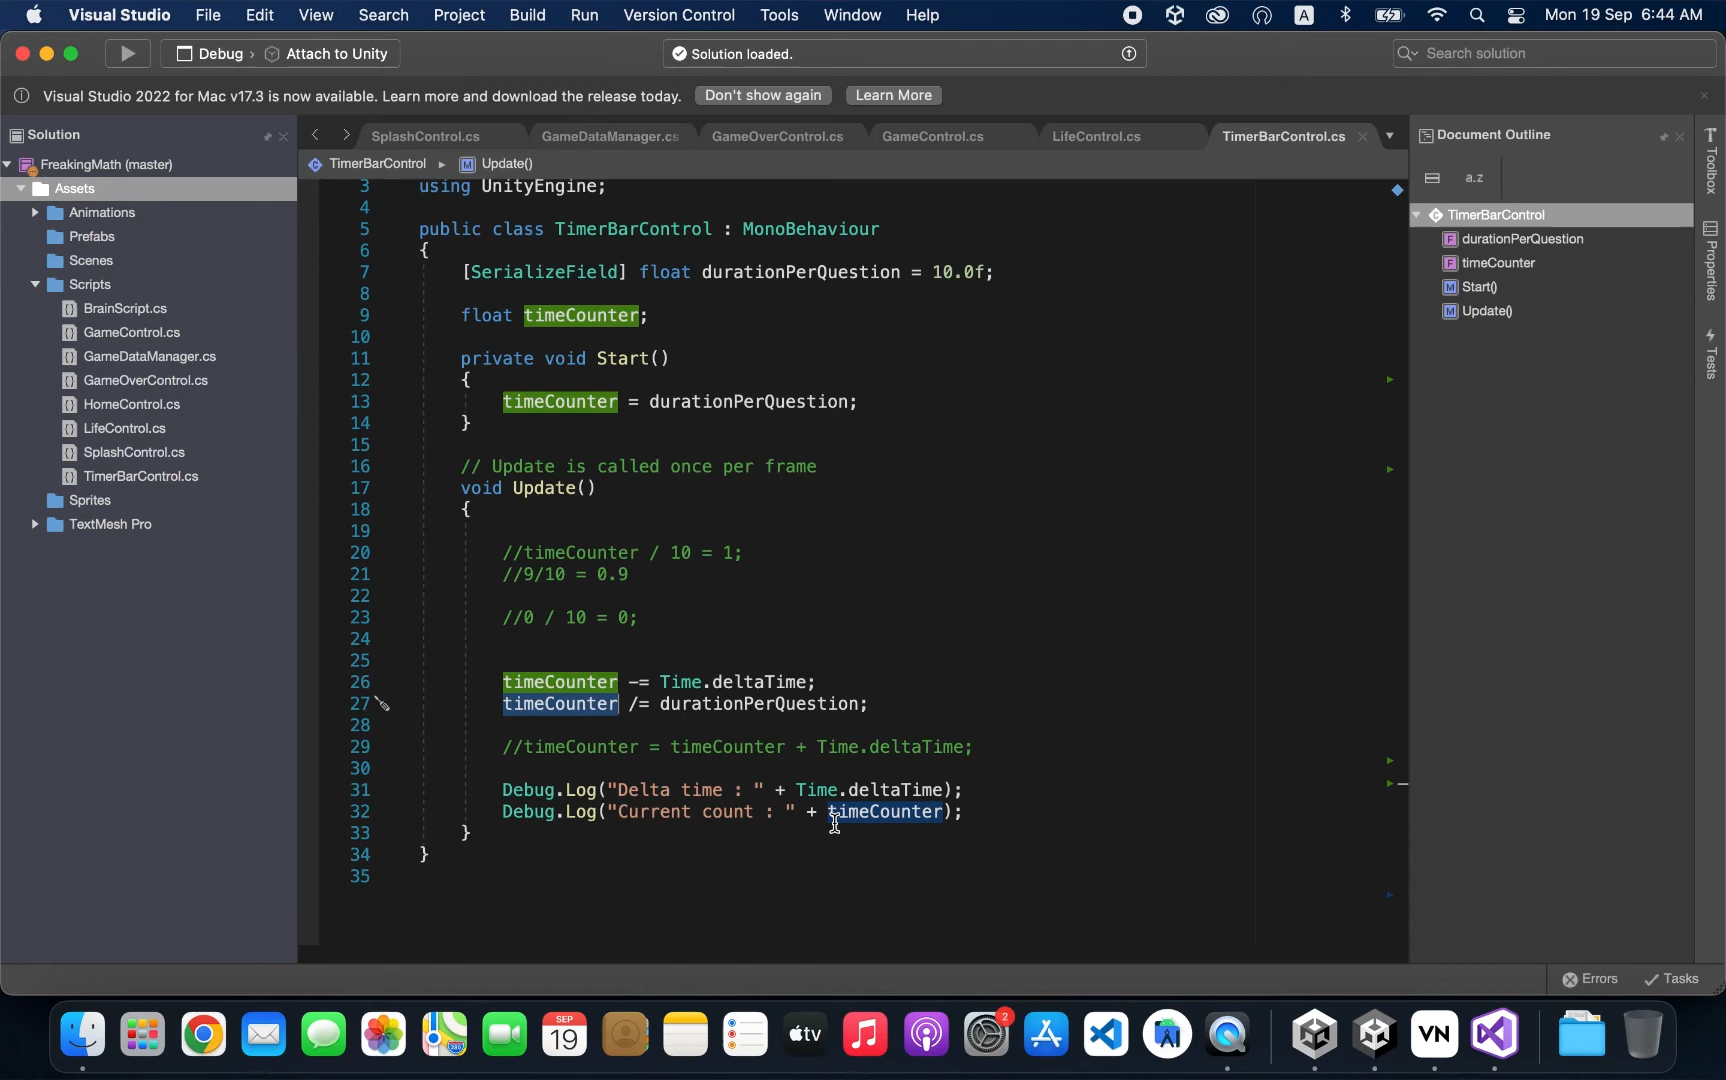 Visual Studio File Edit View Search Project Build Run Version Control Tools Window Help A Mon 19 Sep 6:44 AM
Debug › Attach to Unity Solution loaded. Search solution
Visual Studio 2022 for Mac v17.3 is now available. Learn more and download the release today. Don't show again Learn More
Solution
FreakingMath (master)
Assets
Animations
Prefabs
Scenes
Scripts
BrainScript.cs
GameControl.cs
GameDataManager.cs
GameOverControl.cs
HomeControl.cs
LifeControl.cs
SplashControl.cs
TimerBarControl.cs
Sprites
TextMesh Pro
SplashControl.cs GameDataManager.cs GameOverControl.cs GameControl.cs LifeControl.cs TimerBarControl.cs
TimerBarControl ▸ M Update()
3 using UnityEngine;
4
5 public class TimerBarControl : MonoBehaviour
6 {
7 [SerializeField] float durationPerQuestion = 10.0f;
8
9 float timeCounter;
10
11 private void Start()
12 {
13 timeCounter = durationPerQuestion;
14 }
15
16 // Update is called once per frame
17 void Update()
18 {
19
20 //timeCounter / 10 = 1;
21 //9/10 = 0.9
22
23 //0 / 10 = 0;
24
25
26 timeCounter -= Time.deltaTime;
27 timeCounter /= durationPerQuestion;
28
29 //timeCounter = timeCounter + Time.deltaTime;
30
31 Debug.Log("Delta time : " + Time.deltaTime);
32 Debug.Log("Current count : " + timeCounter);
33 }
34 }
35
Document Outline
a.z
TimerBarControl
F durationPerQuestion
F timeCounter
M Start()
M Update()
Toolbox
Properties
Tests
Errors Tasks
SEP
19
280
tv
2
VN